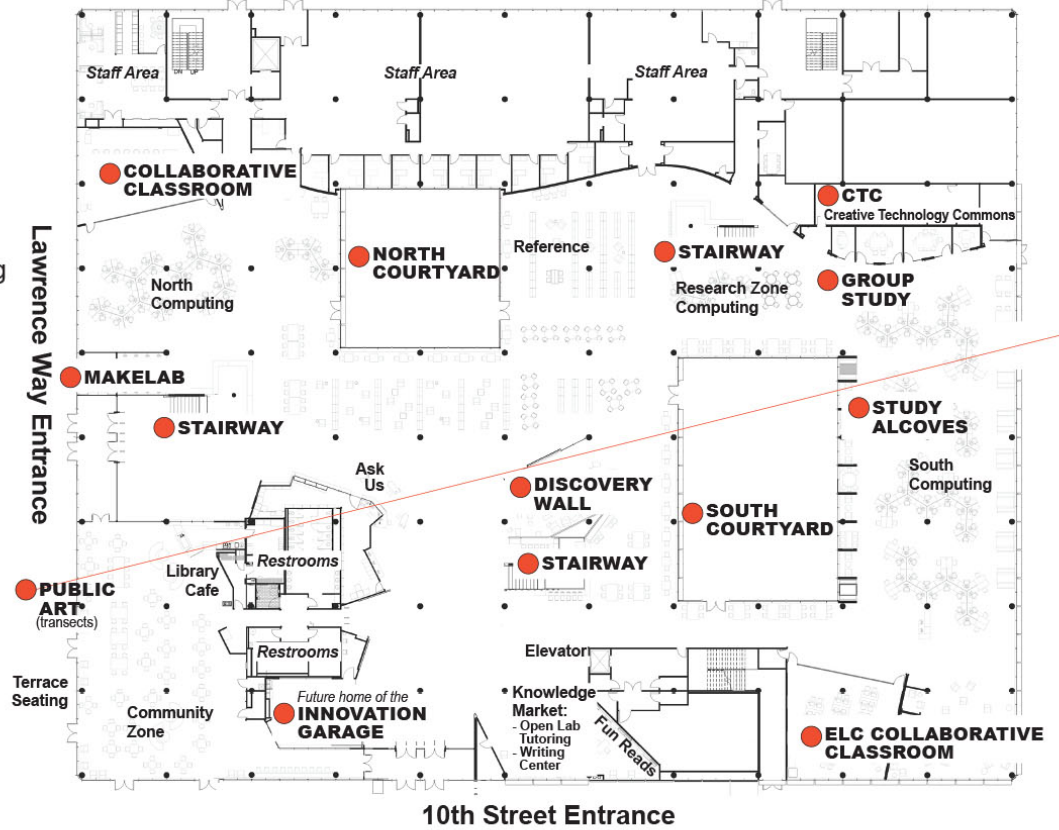 Staff Area
Staff Area
Staff Area
COLLABORATIVE
CLASSROOM
CTC
Creative Technology Commons
NORTH
COURTYARD
Reference
STAIRWAY
North
Computing
Research Zone
Computing
GROUP
STUDY
Lawrence Way Entrance
MAKELAB
STAIRWAY
STUDY
ALCOVES
Ask
Us
DISCOVERY
WALL
South
Computing
SOUTH
COURTYARD
Restrooms
STAIRWAY
Library
Cafe
PUBLIC
ART
(transects)
Restrooms
Elevator
Terrace
Seating
Community
Zone
Future home of the
INNOVATION
GARAGE
Knowledge
Market:
- Open Lab
Tutoring
- Writing
Center
Fun Reads
ELC COLLABORATIVE
CLASSROOM
10th Street Entrance